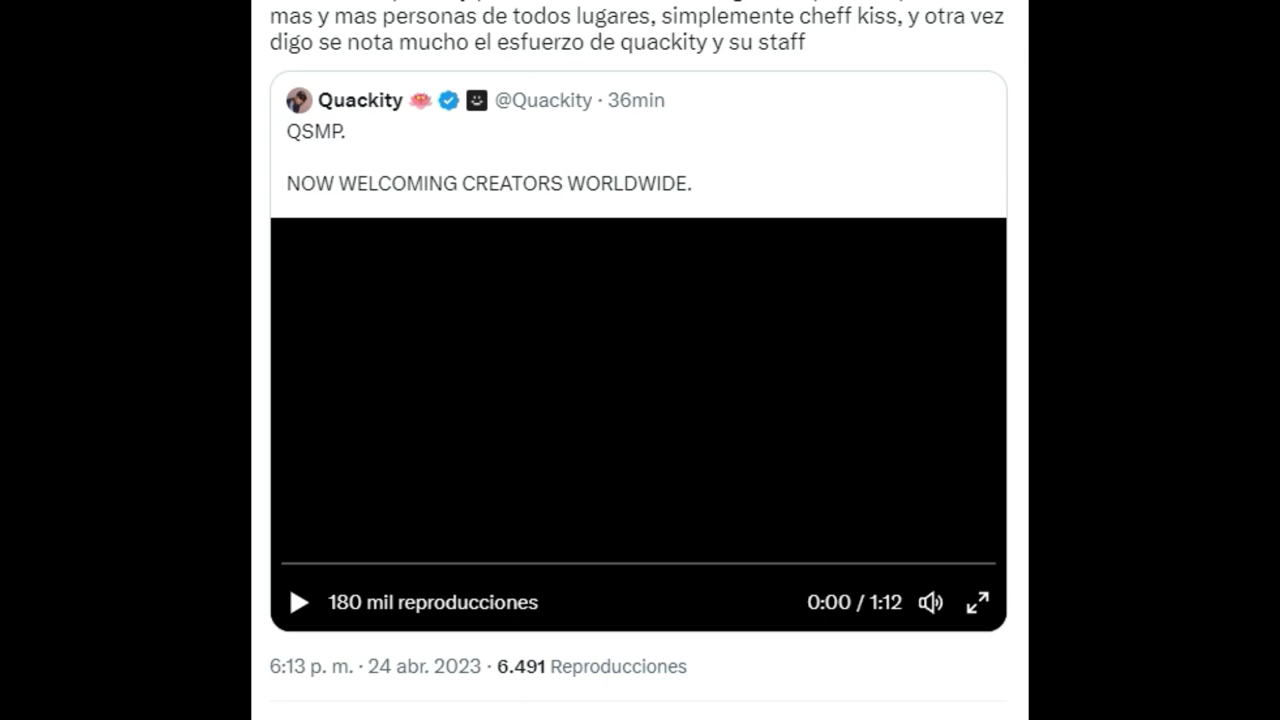 mas y mas personas de todos lugares, simplemente cheff kiss, y otra vez
digo se nota mucho el esfuerzo de quackity y su staff
Quackity @Quackity · 36min
QSMP.
NOW WELCOMING CREATORS WORLDWIDE.
180 mil reproducciones 0:00 / 1:12
6:13 p. m. · 24 abr. 2023 · 6.491 Reproducciones